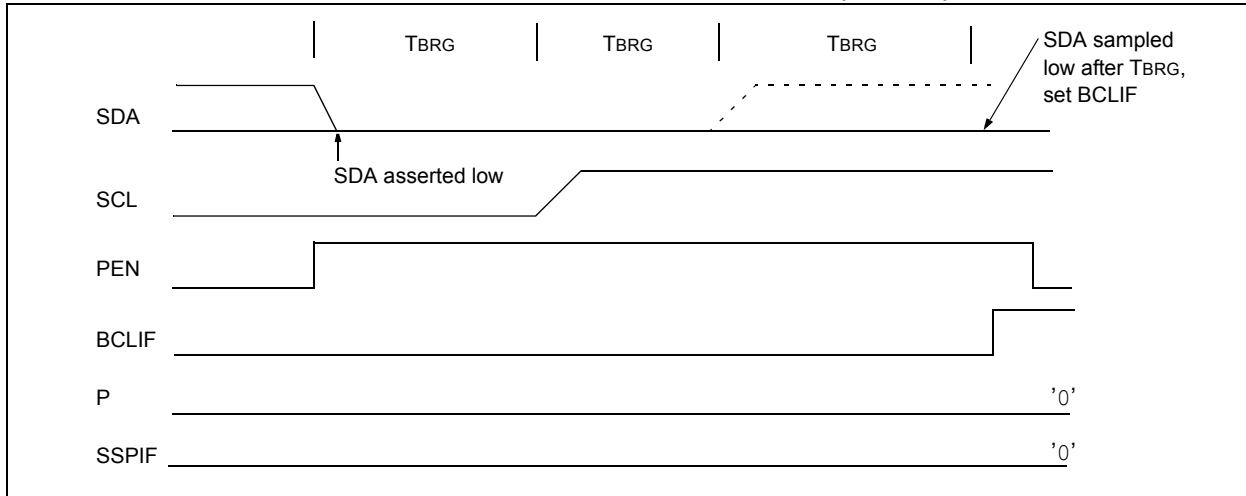 TBRG TBRG TBRG
SDA sampled
low after TBRG,
set BCLIF
SDA
SDA asserted low
SCL
PEN
BCLIF
P '0'
SSPIF '0'